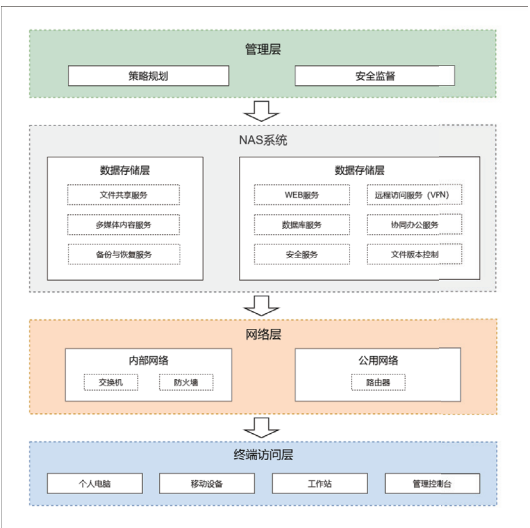 管理层
策略规划
安全监督
NAS系统
数据存储层
文件共享服务
多媒体内容服务
备份与恢复服务
数据存储层
WEB服务
远程访问服务（VPN）
数据库服务
协同办公服务
安全服务
文件版本控制
网络层
内部网络
交换机
防火墙
公用网络
路由器
终端访问层
个人电脑
移动设备
工作站
管理控制台